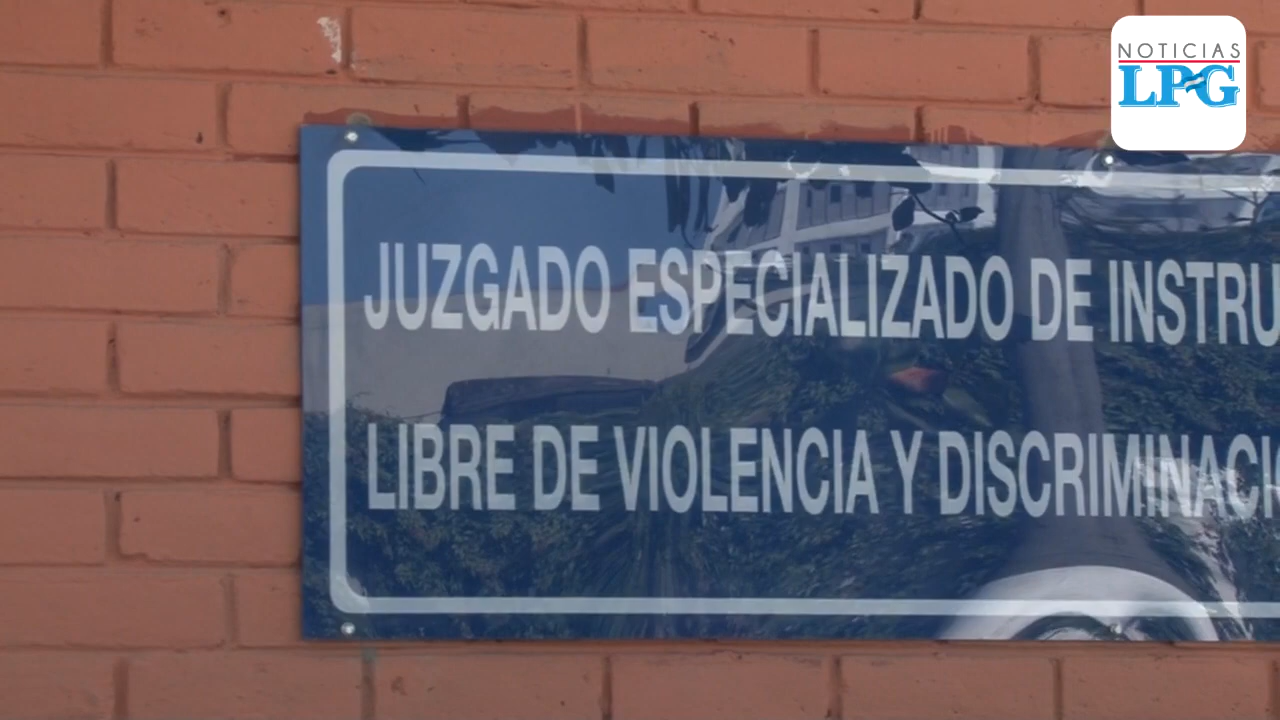 NOTICIAS
LPG
JUZGADO ESPECIALIZADO DE INSTRU
LIBRE DE VIOLENCIA Y DISCRIMINACI